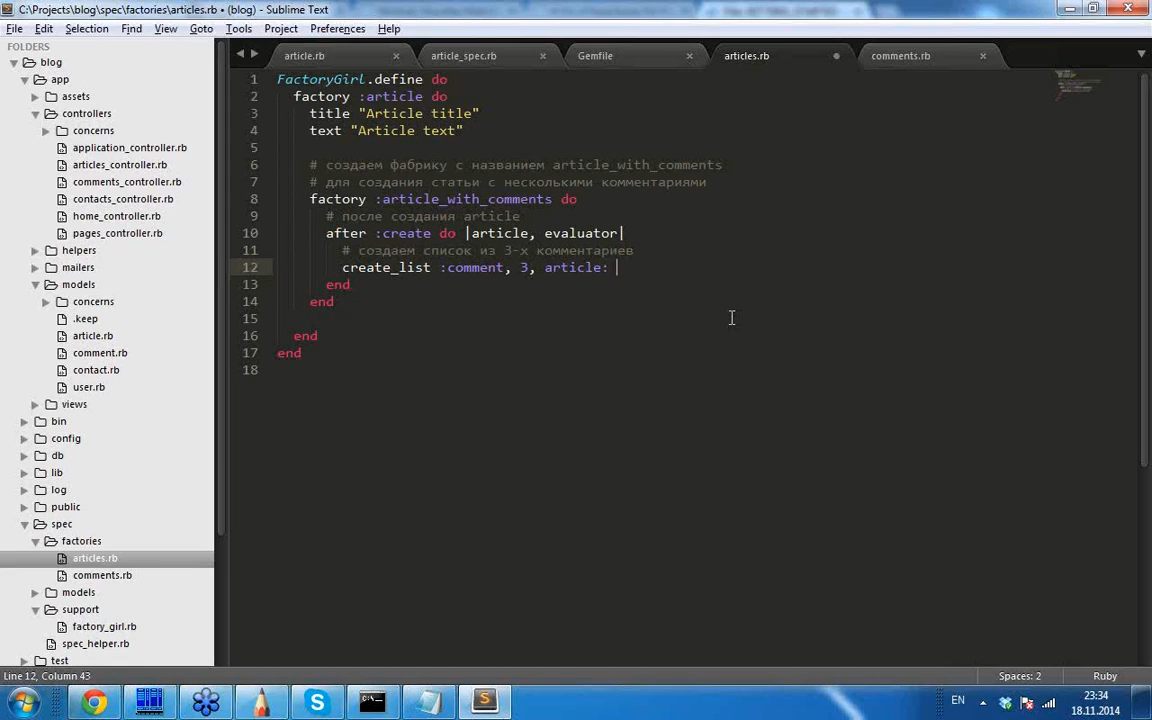 C:\Projects\blog\spec\factories\articles.rb • (blog) - Sublime Text
File Edit Selection Find View Goto Tools Project Preferences Help
FOLDERS
blog
app
assets
controllers
concerns
application_controller.rb
articles_controller.rb
comments_controller.rb
contacts_controller.rb
home_controller.rb
pages_controller.rb
helpers
mailers
models
concerns
.keep
article.rb
comment.rb
contact.rb
user.rb
views
bin
config
db
lib
log
public
spec
factories
articles.rb
comments.rb
models
support
factory_girl.rb
spec_helper.rb
test
article.rb article_spec.rb Gemfile articles.rb comments.rb
1 FactoryGirl.define do
2 factory :article do
3 title "Article title"
4 text "Article text"
5
6 # создаем фабрику с названием article_with_comments
7 # для создания статьи с несколькими комментариями
8 factory :article_with_comments do
9 # после создания article
10 after :create do |article, evaluator|
11 # создаем список из 3-х комментариев
12 create_list :comment, 3, article:
13 end
14 end
15
16 end
17 end
18
Line 12, Column 43 Spaces: 2 Ruby
EN 23:34
18.11.2014